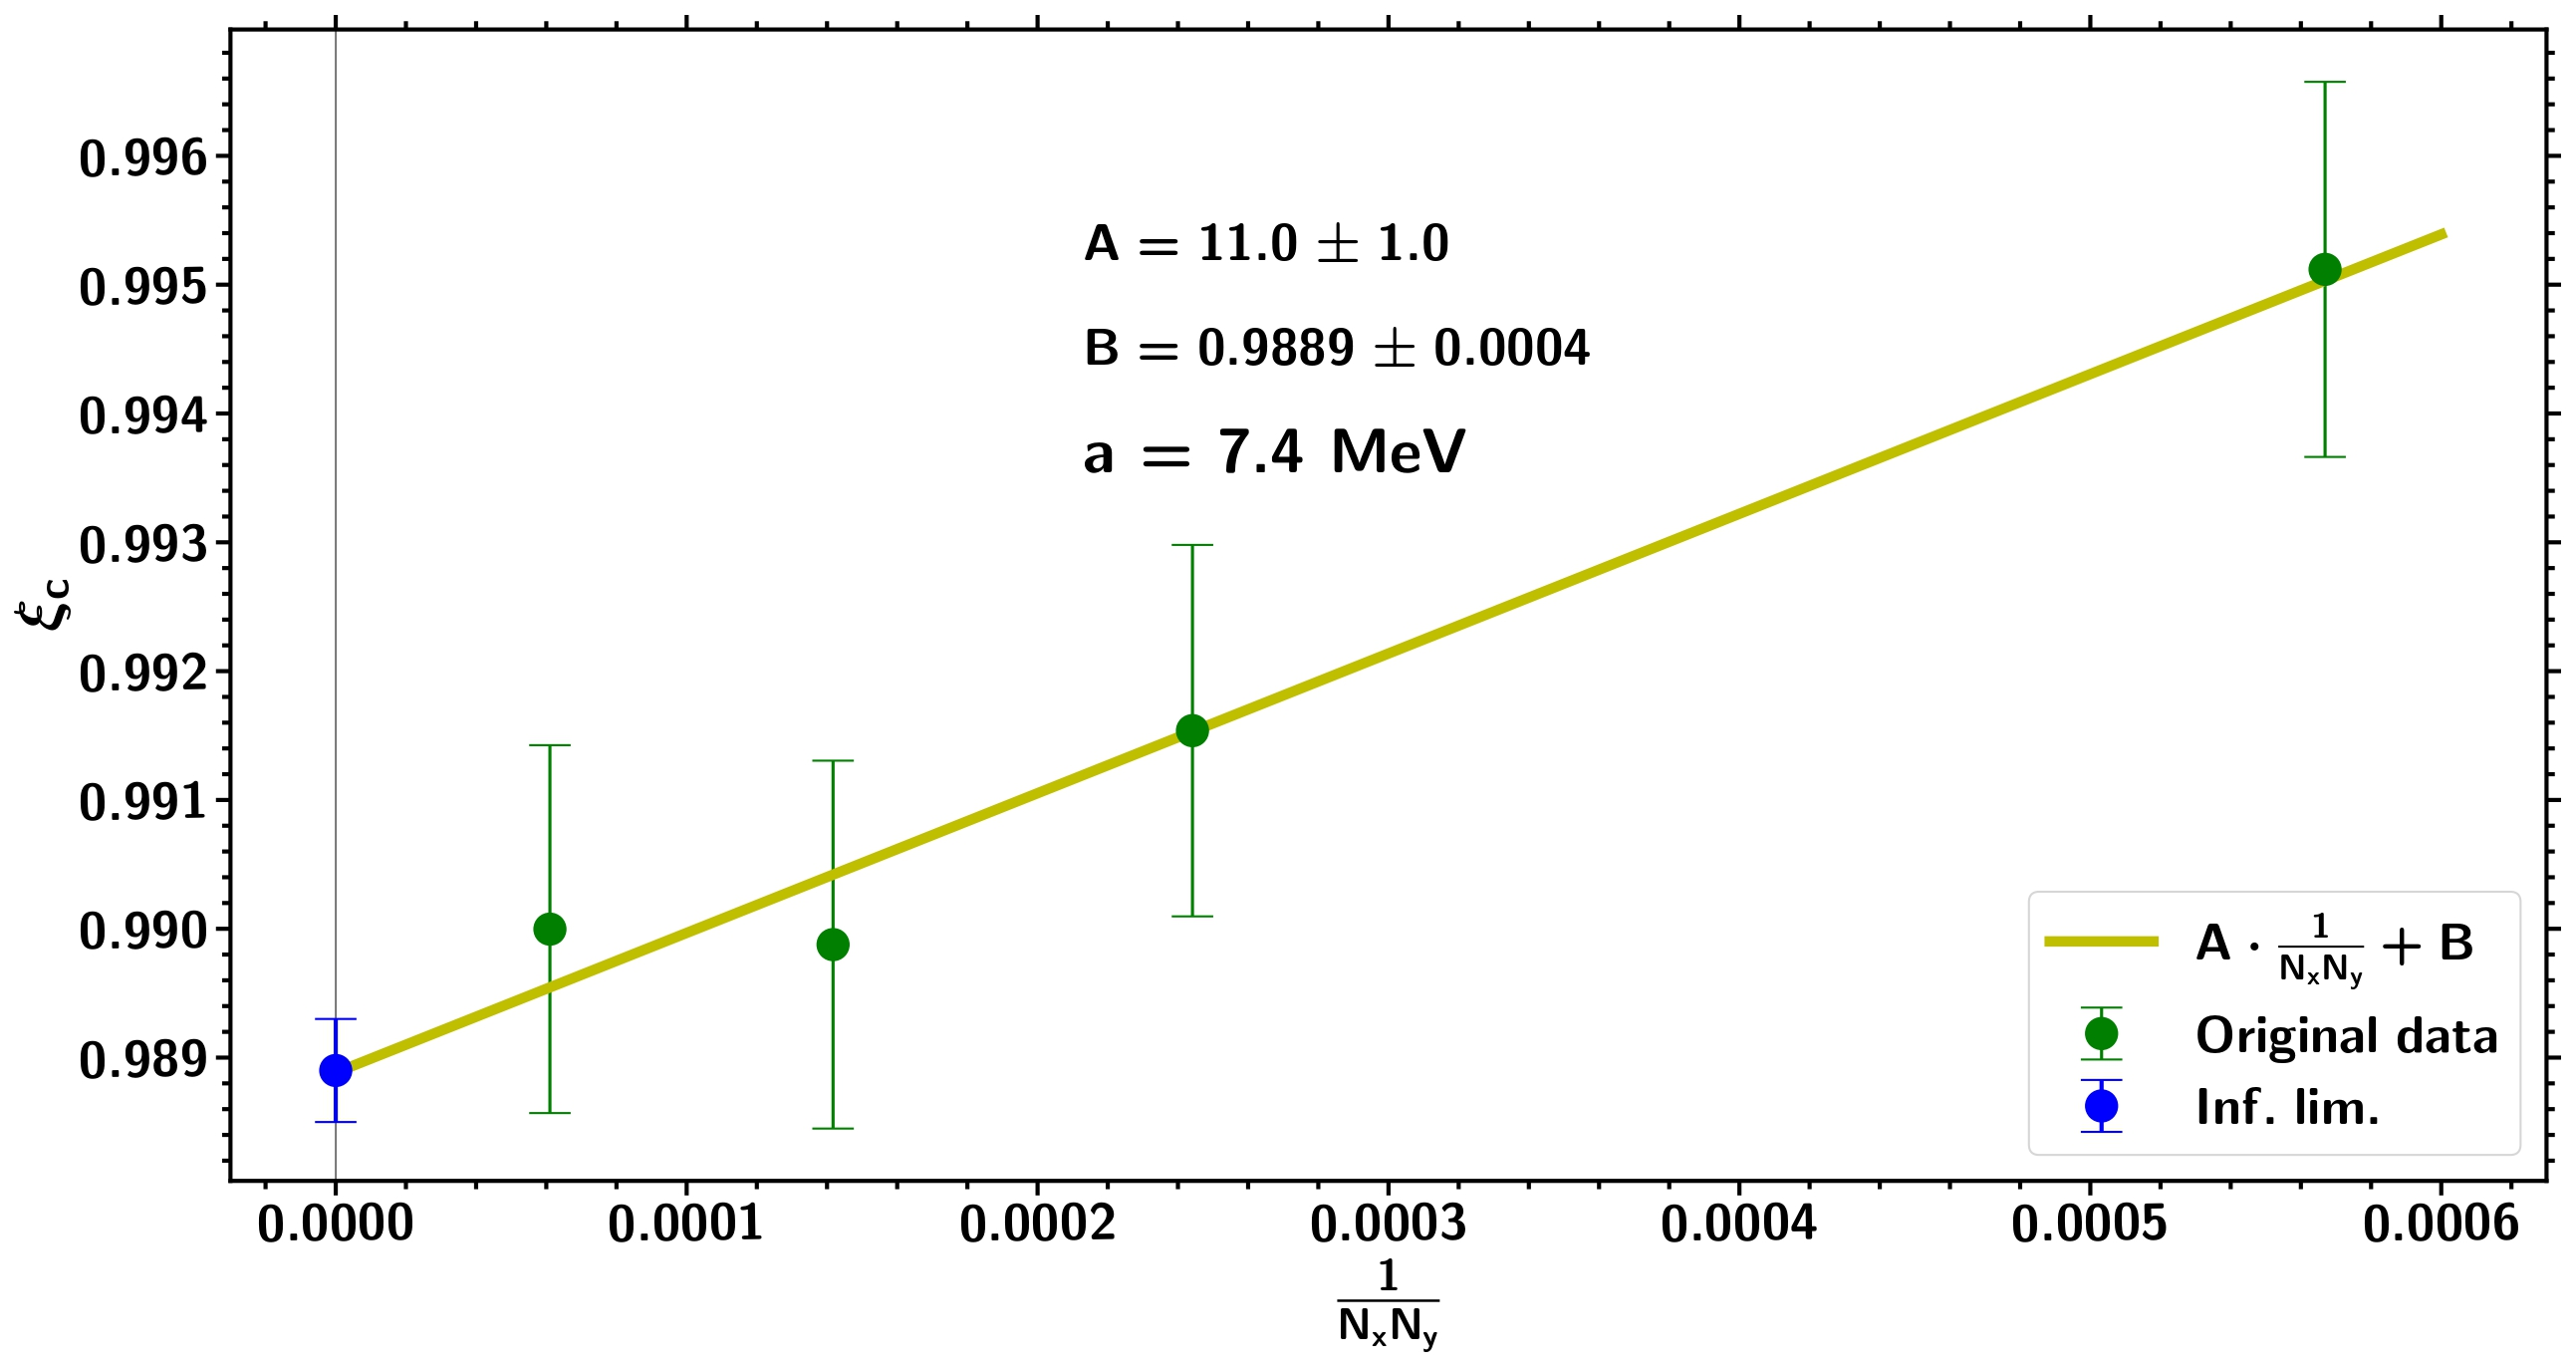 0.996
0.995
0.994
0.993
0.992
0.991
0.990
0.989
ξc
A = 11.0 ± 1.0
B = 0.9889 ± 0.0004
a = 7.4 MeV
A · 1/NxNy + B
Original data
Inf. lim.
0.0000 0.0001 0.0002 0.0003 0.0004 0.0005 0.0006
1/NxNy